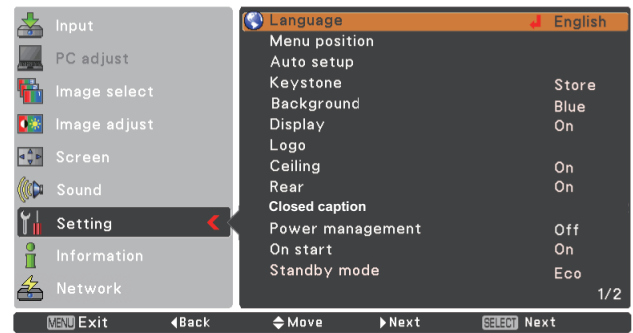 Input
PC adjust
Image select
Image adjust
Screen
Sound
Setting
Information
Network
Language English
Menu position
Auto setup
Keystone Store
Background Blue
Display On
Logo
Ceiling On
Rear On
Closed caption
Power management Off
On start On
Standby mode Eco
1/2
MENU Exit Back Move Next SELECT Next